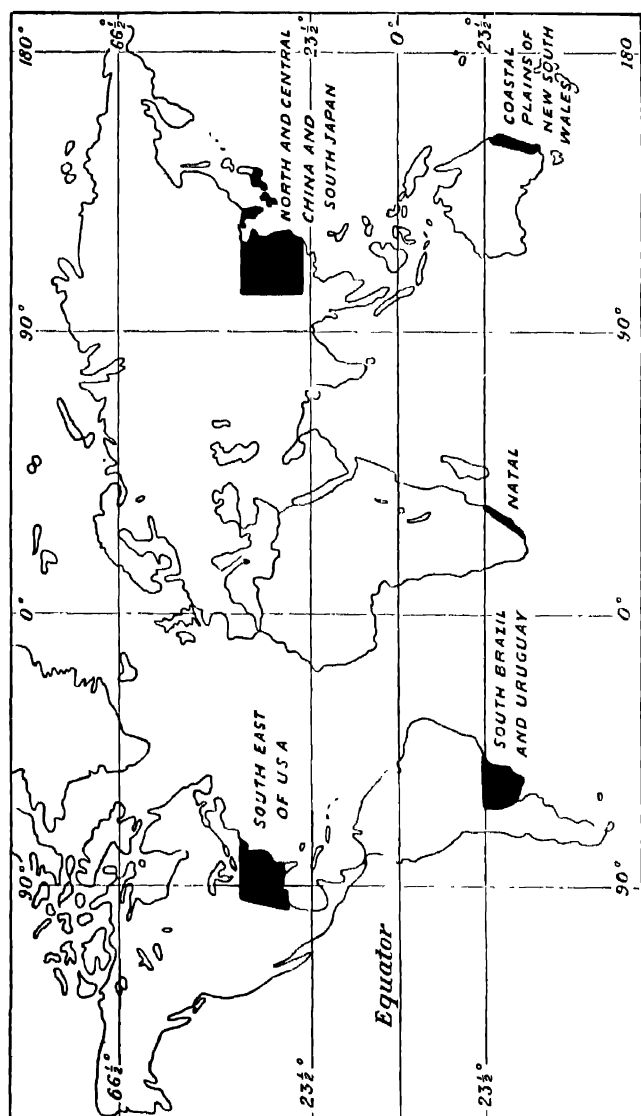 180°
90°
0°
90°
66½°
66½
23½
23½°
0°
23½
23½°
180
90°
0°
90°
NORTH AND CENTRAL
CHINA AND
SOUTH JAPAN
COASTAL
PLAINS OF
NEW SOUTH
WALES
NATAL
SOUTH BRAZIL
AND URUGUAY
SOUTH EAST
OF USA
Equator